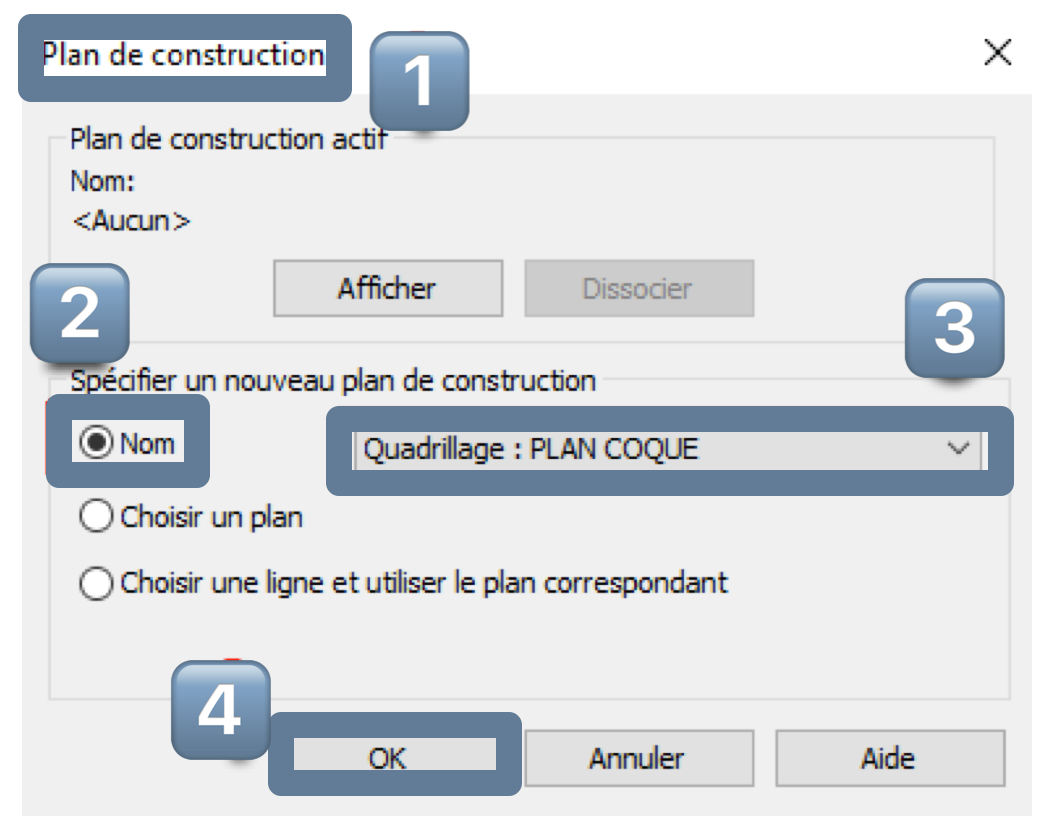 Plan de construction
1
Plan de construction actif
Nom:
<Aucun>
Afficher Dissocier
2
3
Spécifier un nouveau plan de construction
Nom Quadrillage : PLAN COQUE
Choisir un plan
Choisir une ligne et utiliser le plan correspondant
4
OK Annuler Aide